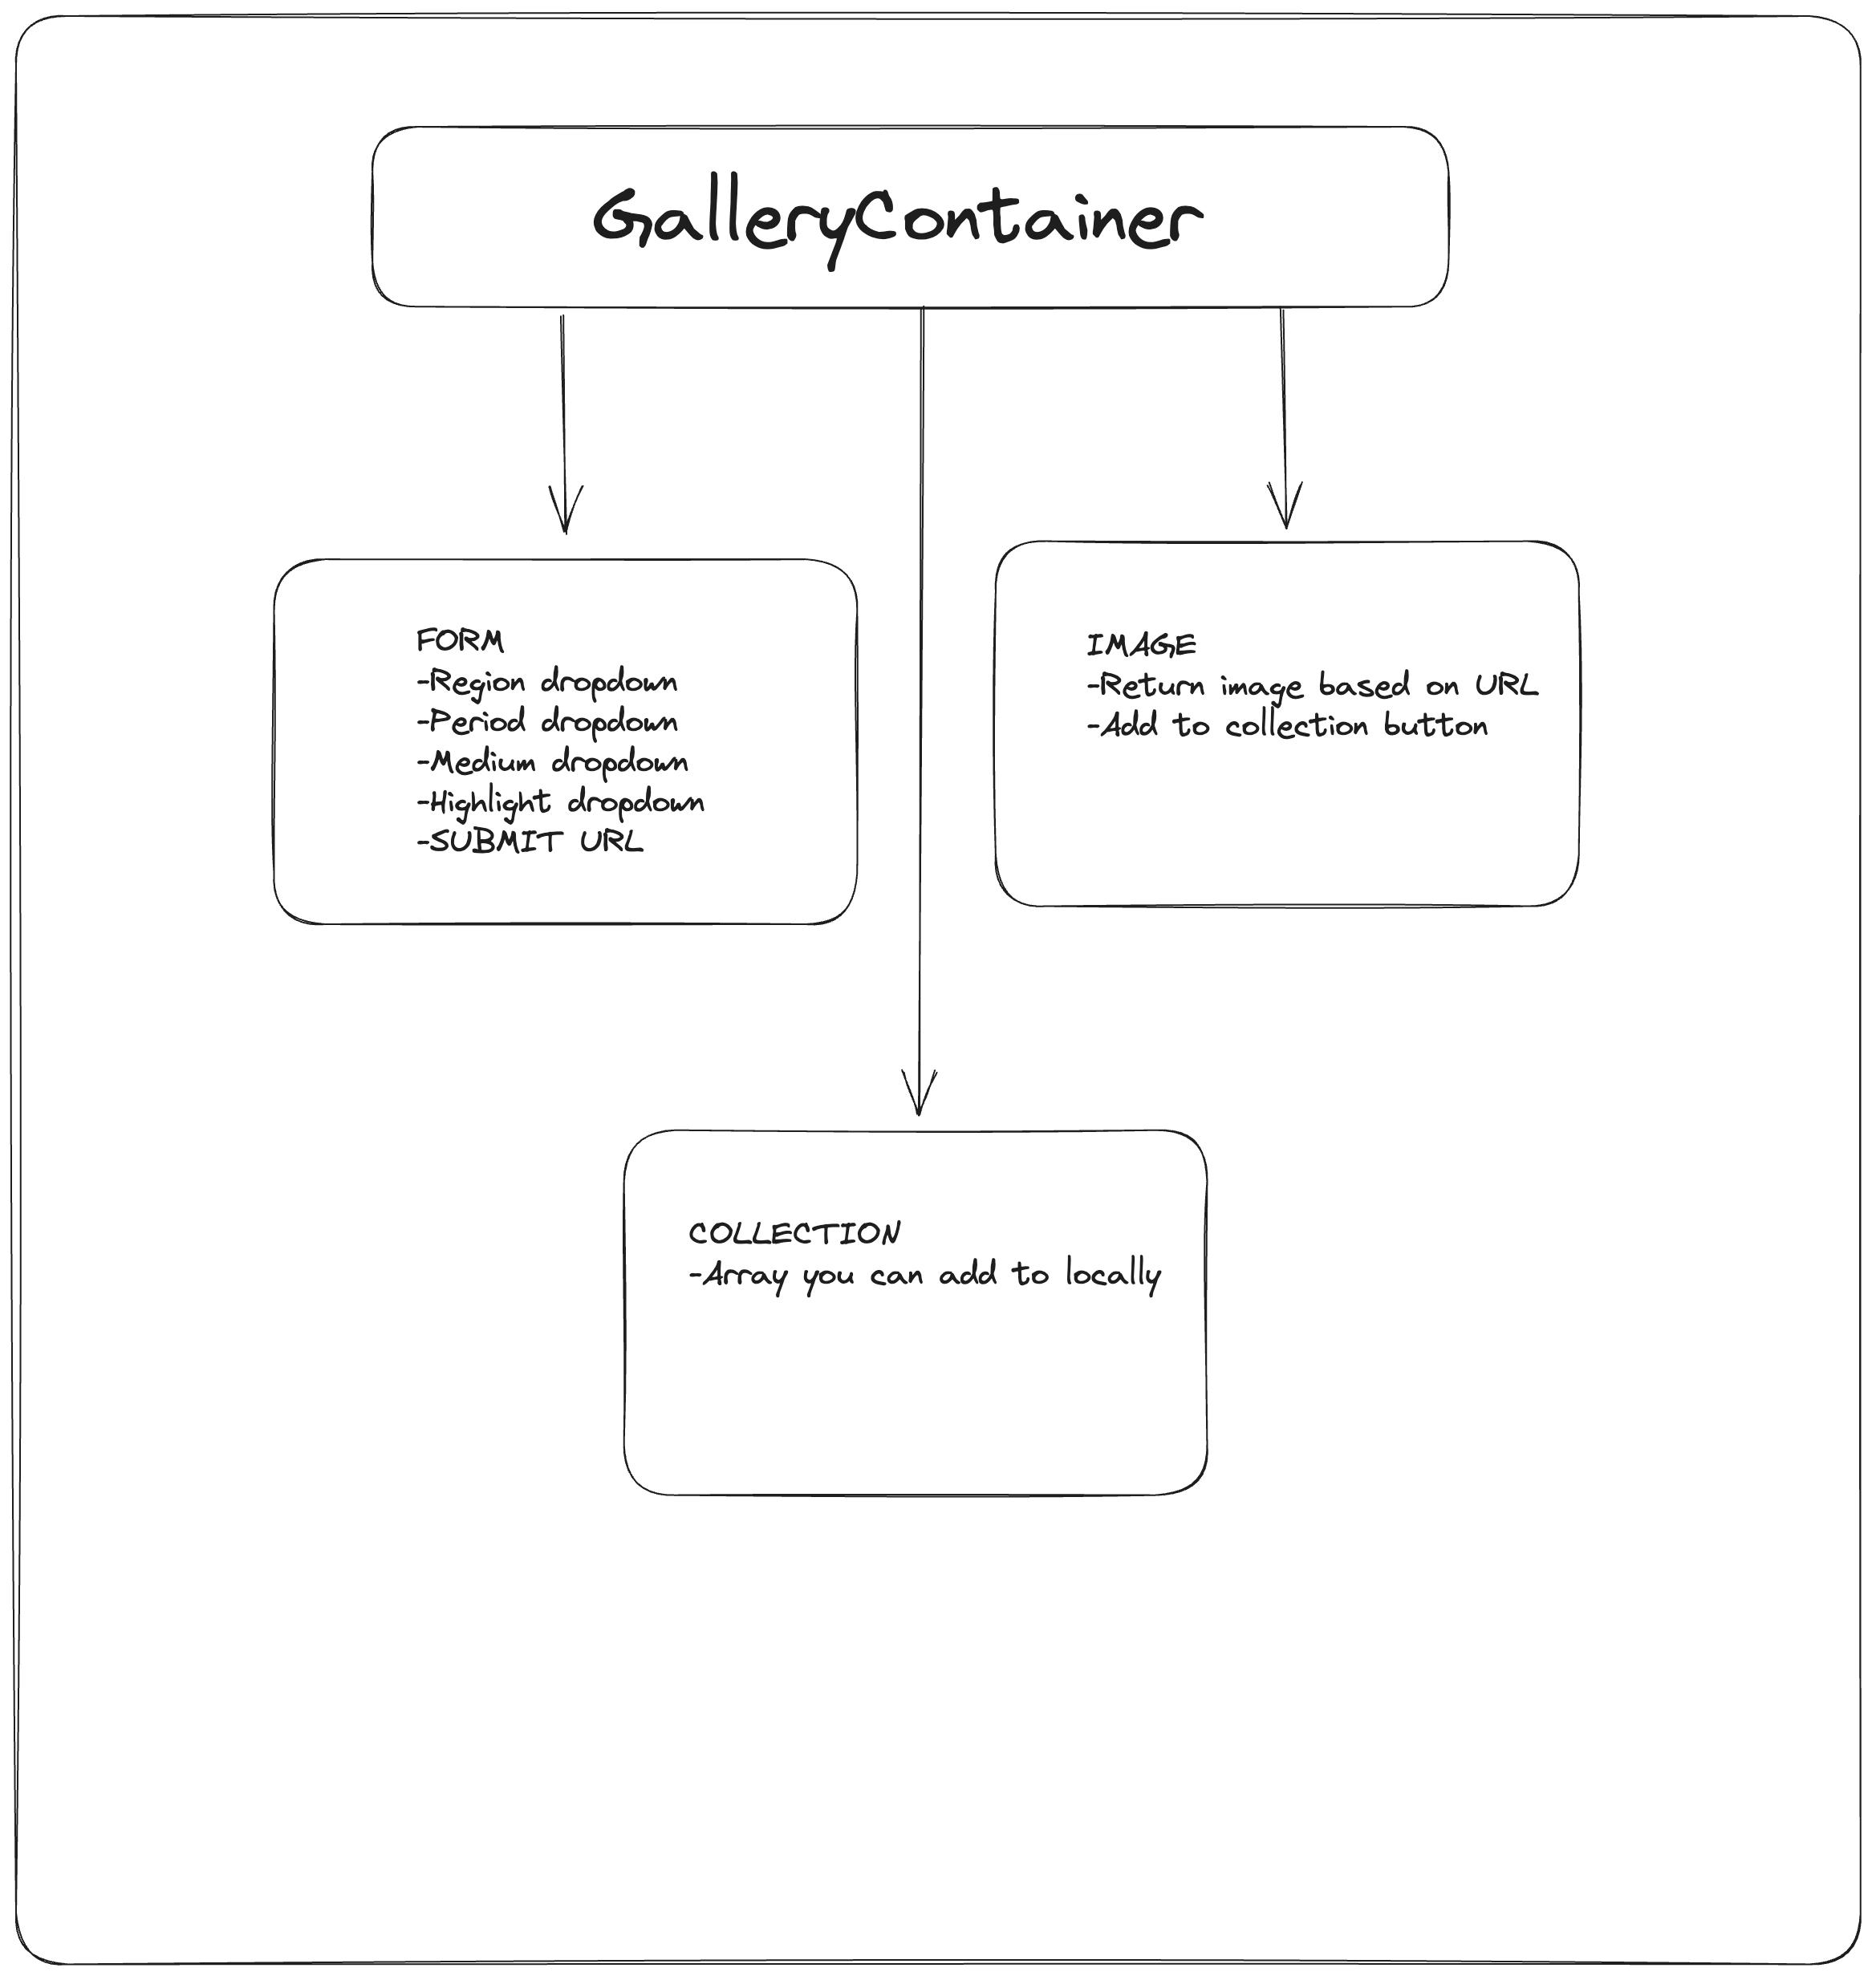 GalleryContainer
FORM
-Region dropdown
-Period dropdown
-Medium dropdown
-Highlight dropdown
-SUBMIT URL
IMAGE
-Return image based on URL
-Add to collection button
COLLECTION
-Array you can add to locally